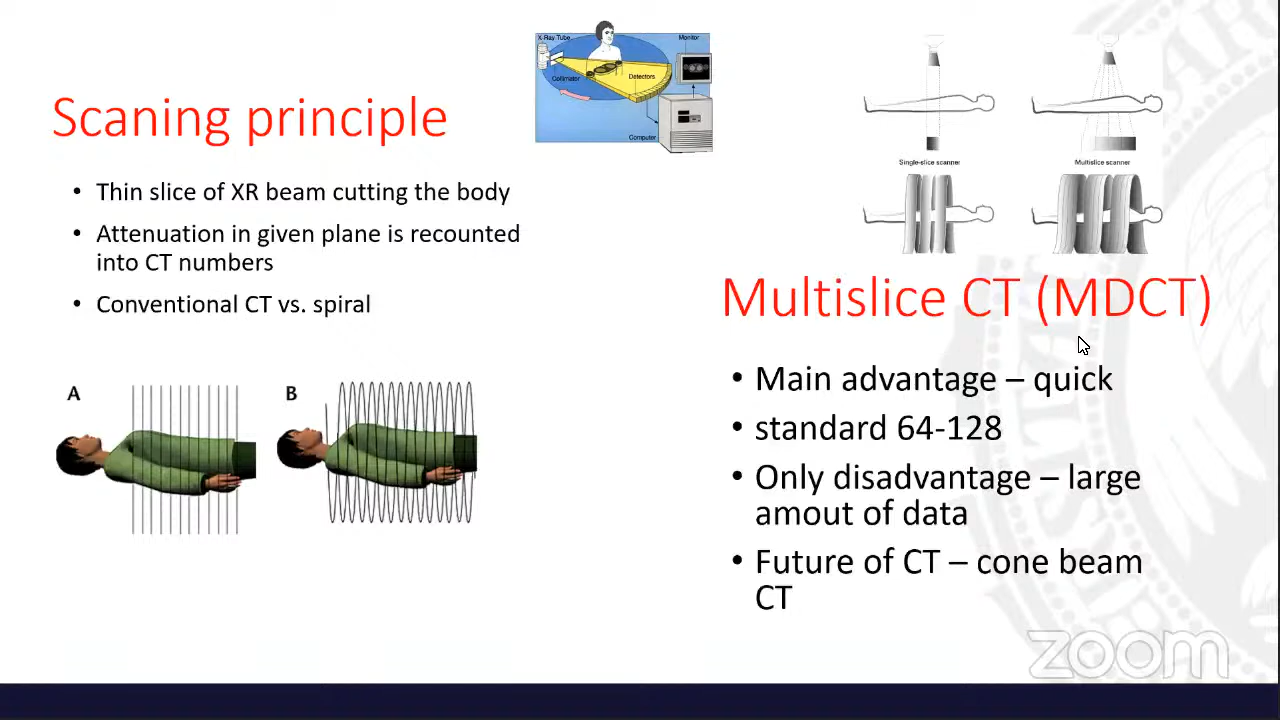 Scaning principle
• Thin slice of XR beam cutting the body
• Attenuation in given plane is recounted
into CT numbers
• Conventional CT vs. spiral
A
B
X-Ray Tube
Monitor
Collimator
Detectors
Computer
Single-slice scanner
Multislice scanner
Multislice CT (MDCT)
• Main advantage – quick
• standard 64-128
• Only disadvantage – large
amout of data
• Future of CT – cone beam
CT
zoom